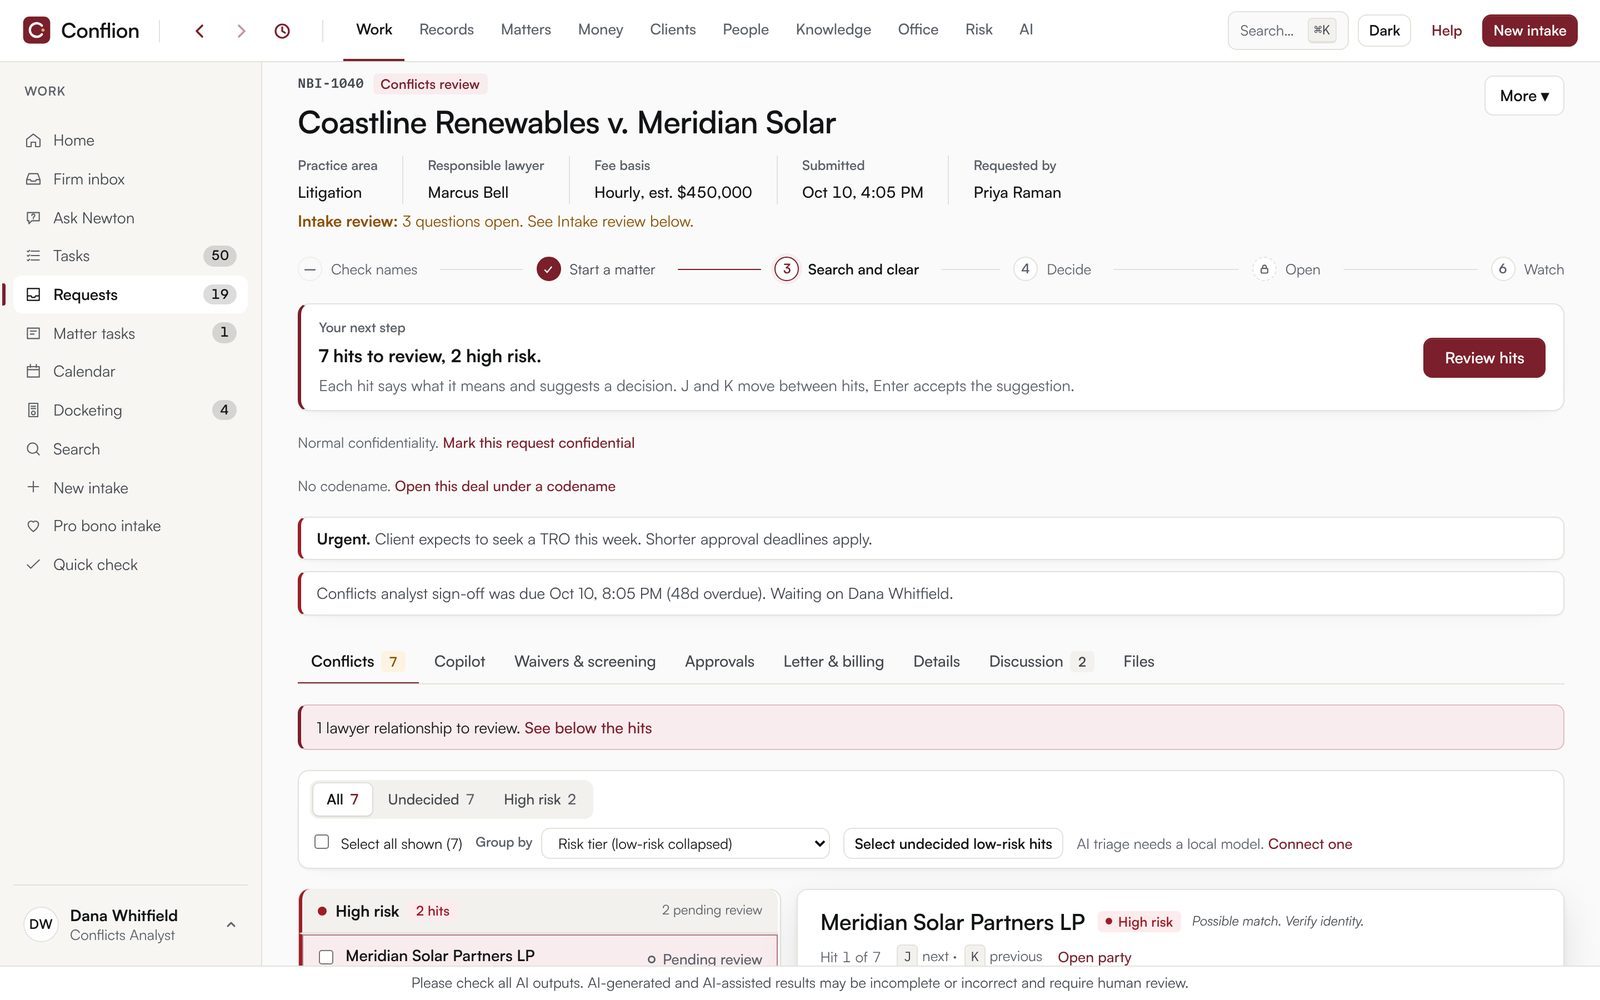 Conflion
Work Records Matters Money Clients People Knowledge Office Risk AI
Search... ⌘K Dark Help New intake
WORK
Home
Firm inbox
Ask Newton
Tasks 50
Requests 19
Matter tasks 1
Calendar
Docketing 4
Search
New intake
Pro bono intake
Quick check
DW Dana Whitfield
Conflicts Analyst
NBI-1040 Conflicts review
More ▾
Coastline Renewables v. Meridian Solar
Practice area Responsible lawyer Fee basis Submitted Requested by
Litigation Marcus Bell Hourly, est. $450,000 Oct 10, 4:05 PM Priya Raman
Intake review: 3 questions open. See Intake review below.
Check names Start a matter 3 Search and clear 4 Decide Open 6 Watch
Your next step
7 hits to review, 2 high risk.
Each hit says what it means and suggests a decision. J and K move between hits, Enter accepts the suggestion.
Review hits
Normal confidentiality. Mark this request confidential
No codename. Open this deal under a codename
Urgent. Client expects to seek a TRO this week. Shorter approval deadlines apply.
Conflicts analyst sign-off was due Oct 10, 8:05 PM (48d overdue). Waiting on Dana Whitfield.
Conflicts 7 Copilot Waivers & screening Approvals Letter & billing Details Discussion 2 Files
1 lawyer relationship to review. See below the hits
All 7 Undecided 7 High risk 2
Select all shown (7) Group by Risk tier (low-risk collapsed) Select undecided low-risk hits AI triage needs a local model. Connect one
High risk 2 hits 2 pending review
Meridian Solar Partners LP Pending review
Meridian Solar Partners LP High risk Possible match. Verify identity.
Hit 1 of 7 J next · K previous Open party
Please check all AI outputs. AI-generated and AI-assisted results may be incomplete or incorrect and require human review.